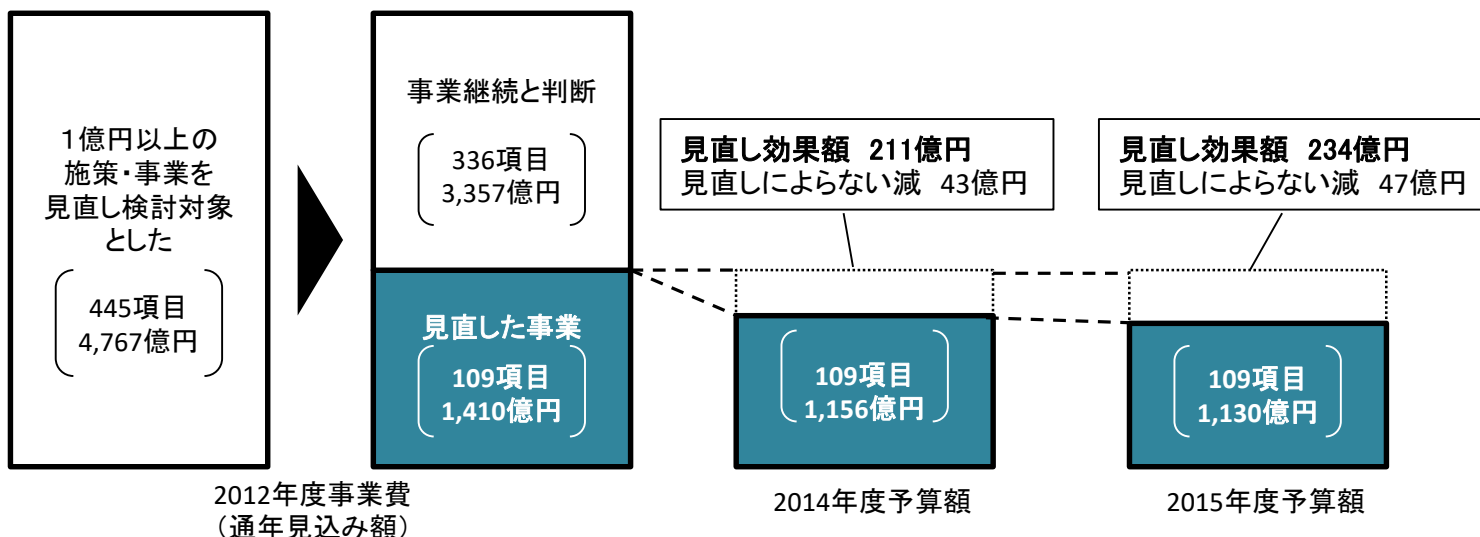 １億円以上の
施策・事業を
見直し検討対象
とした
445項目
4,767億円
事業継続と判断
336項目
3,357億円
見直した事業
109項目
1,410億円
2012年度事業費
（通年見込み額）
見直し効果額 211億円
見直しによらない減 43億円
109項目
1,156億円
2014年度予算額
見直し効果額 234億円
見直しによらない減 47億円
109項目
1,130億円
2015年度予算額